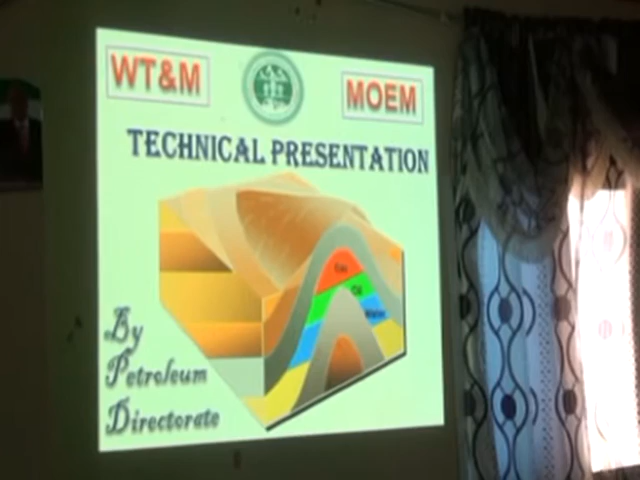 WT&M
MOEM
TECHNICAL PRESENTATION
Gas
Oil
Water
By
Petroleum
Directorate